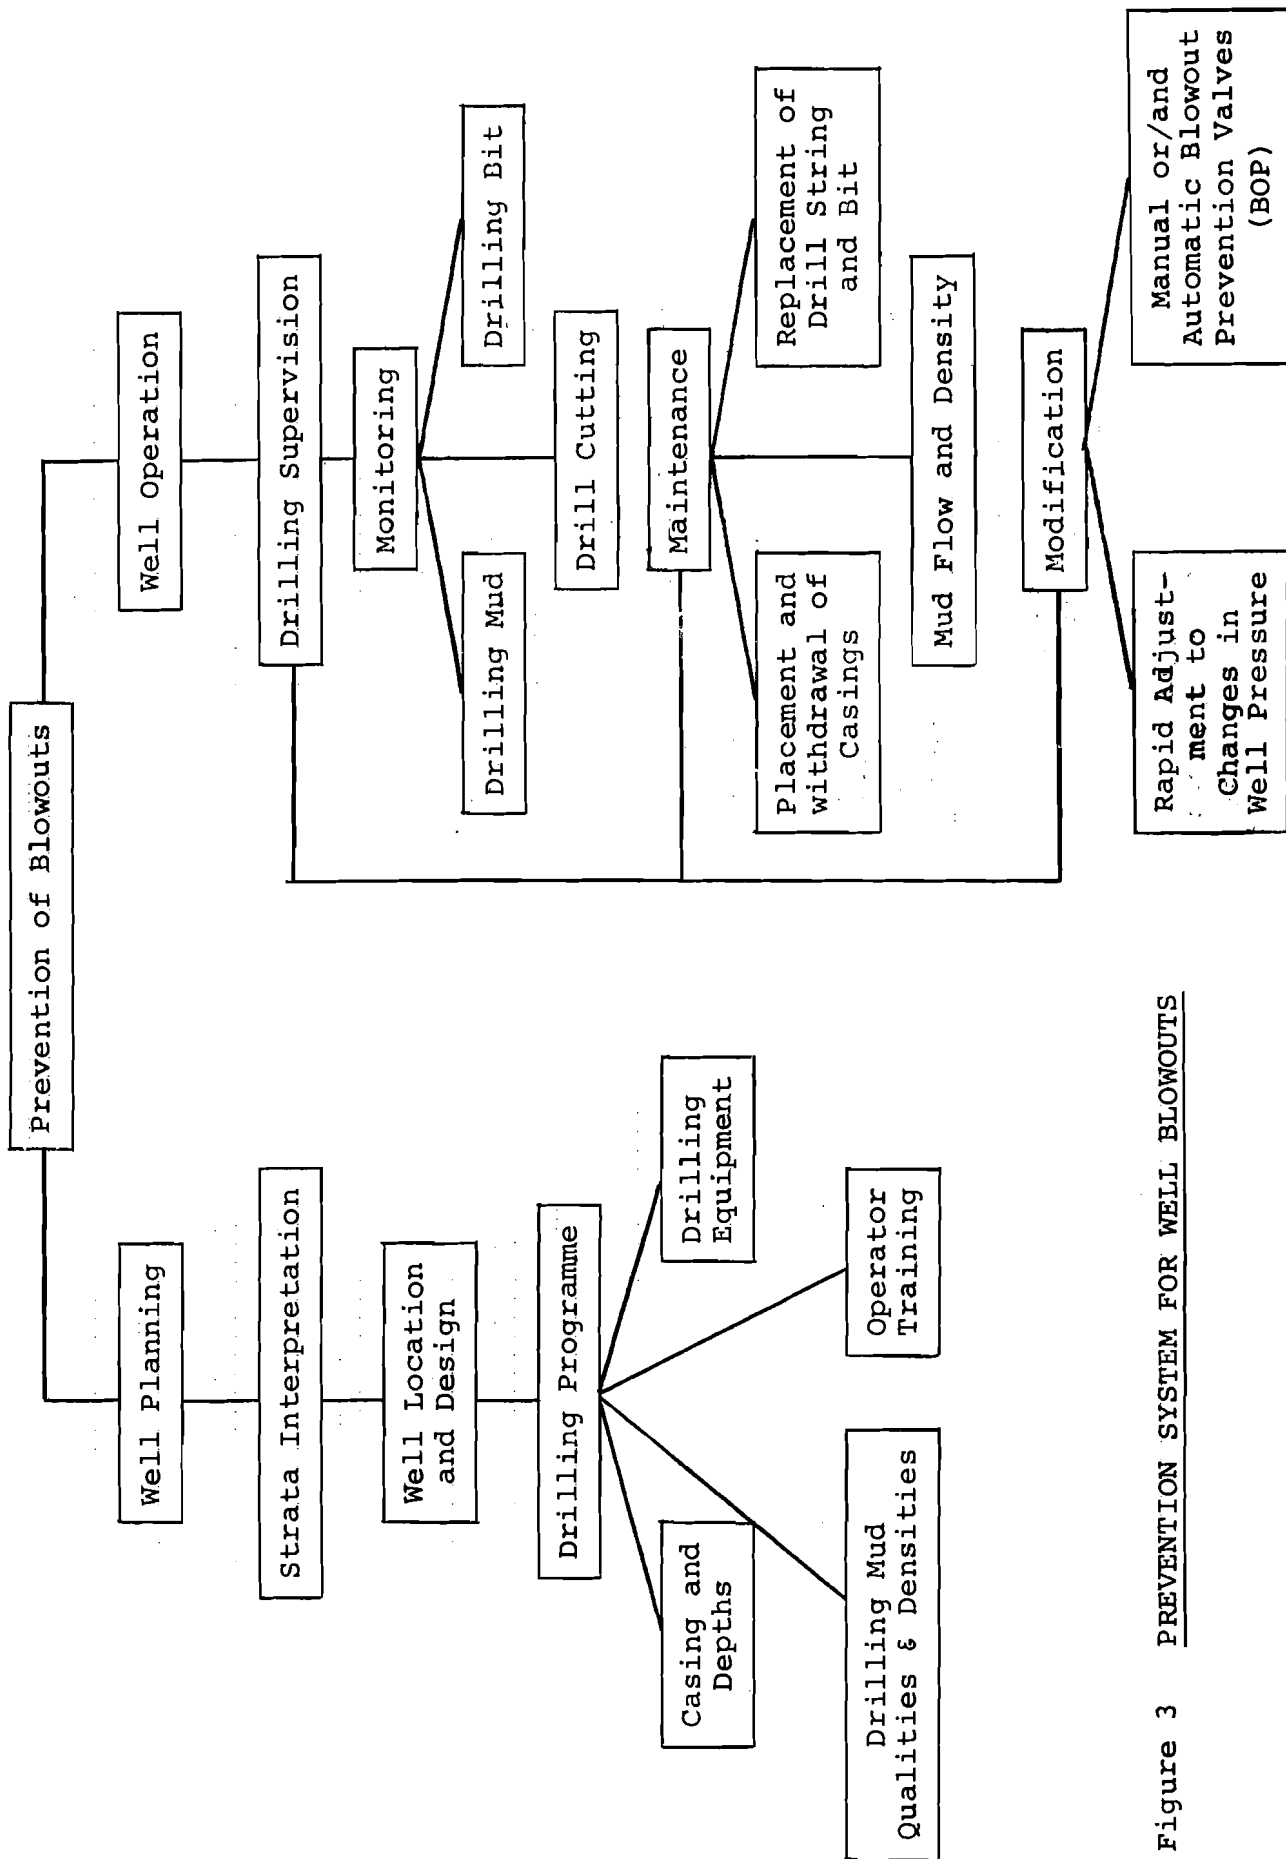 Prevention of Blowouts
Well Planning
Strata Interpretation
Well Location
and Design
Drilling Programme
Casing and
Depths
Drilling
Equipment
Drilling Mud
Qualities & Densities
Operator
Training
Well Operation
Drilling Supervision
Monitoring
Drilling Mud
Drilling Bit
Drill Cutting
Maintenance
Placement and
withdrawal of
Casings
Replacement of
Drill String
and Bit
Mud Flow and Density
Modification
Rapid Adjust-
ment to
Changes in
Well Pressure
Manual or/and
Automatic Blowout
Prevention Valves
(BOP)
Figure 3 PREVENTION SYSTEM FOR WELL BLOWOUTS